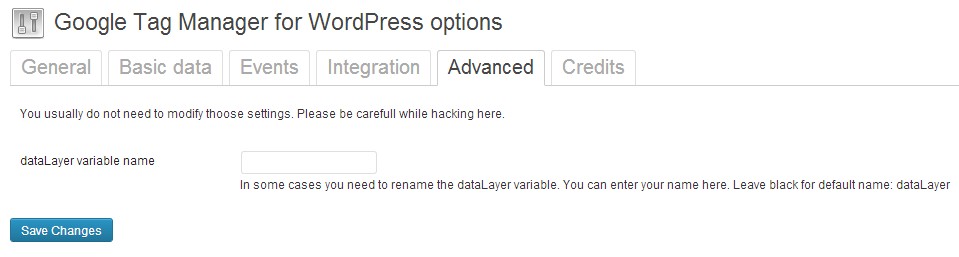 Google Tag Manager for WordPress options
General Basic data Events Integration Advanced Credits
You usually do not need to modify thoose settings. Please be carefull while hacking here.
dataLayer variable name
In some cases you need to rename the dataLayer variable. You can enter your name here. Leave black for default name: dataLayer
Save Changes